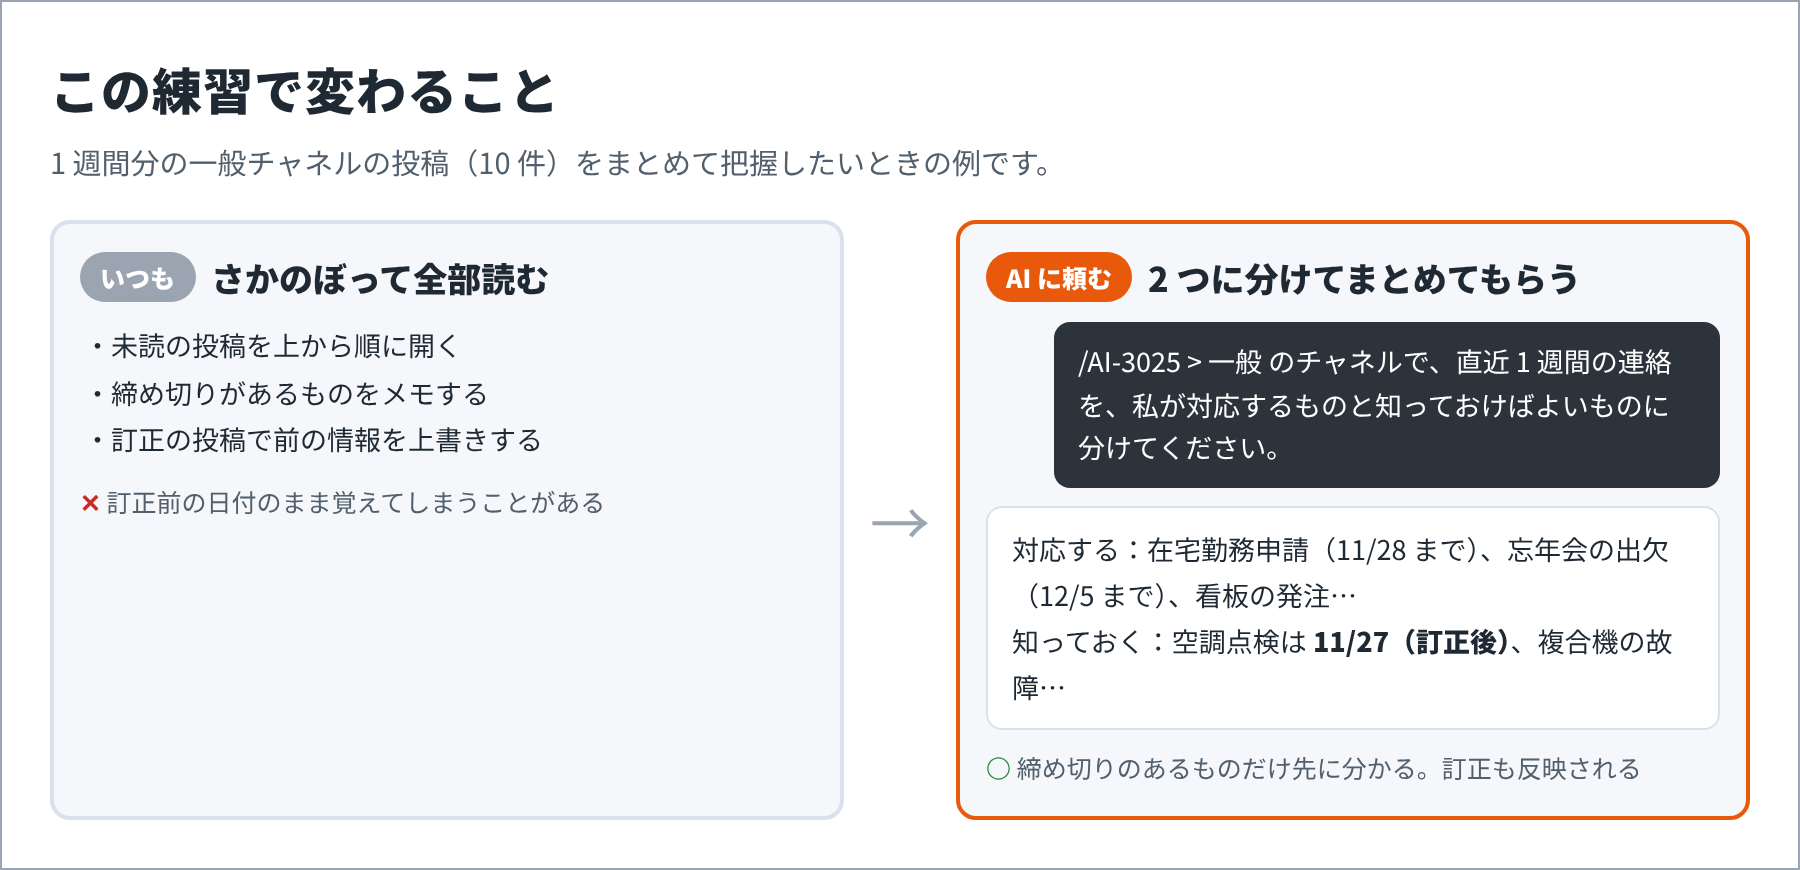 この練習で変わること
1 週間分の一般チャネルの投稿（10 件）をまとめて把握したいときの例です。
いつも さかのぼって全部読む
・未読の投稿を上から順に開く
・締め切りがあるものをメモする
・訂正の投稿で前の情報を上書きする
× 訂正前の日付のまま覚えてしまうことがある
→
AI に頼む 2 つに分けてまとめてもらう
/AI-3025 > 一般 のチャネルで、直近 1 週間の連絡
を、私が対応するものと知っておけばよいものに
分けてください。
対応する：在宅勤務申請（11/28 まで）、忘年会の出欠
（12/5 まで）、看板の発注…
知っておく：空調点検は 11/27（訂正後）、複合機の故
障…
○ 締め切りのあるものだけ先に分かる。訂正も反映される